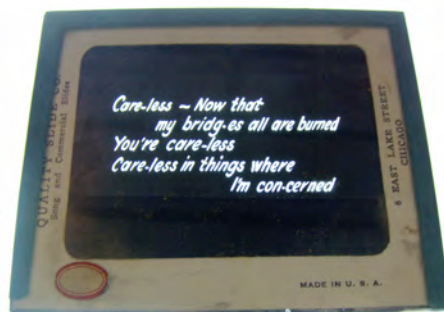 Care-less ~ Now that
my bridg-es all are burned
You're care-less
Care-less in things where
I'm con-cerned
QUALITY SLIDE CO.
Song and Commercial Slides
6 EAST LAKE STREET
CHICAGO
MADE IN U. S. A.